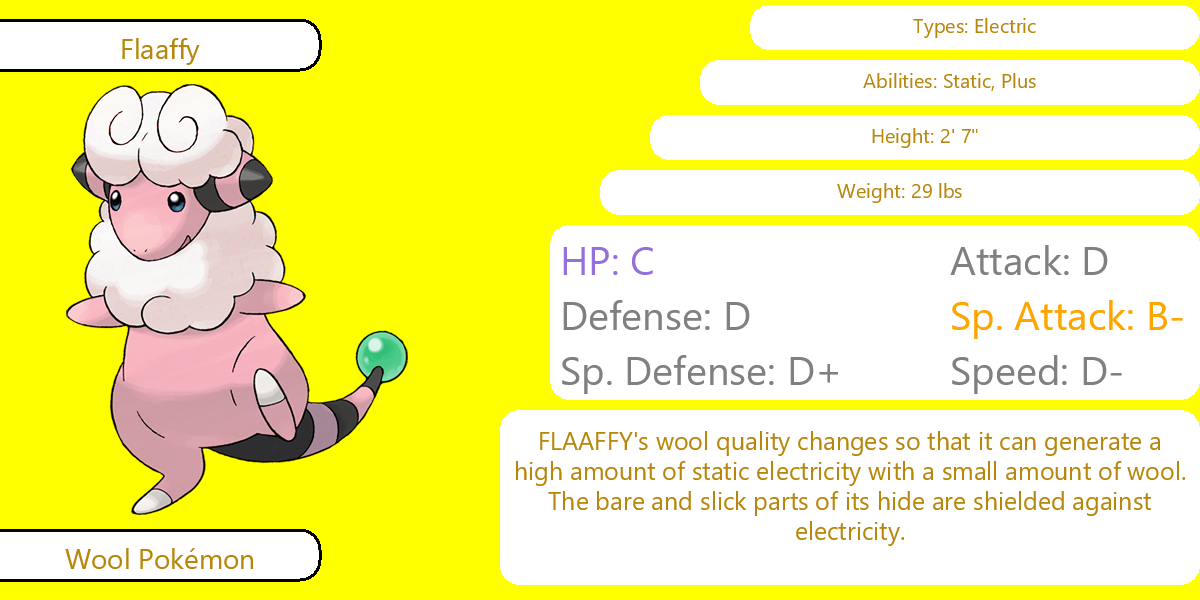 Flaaffy
Types: Electric
Abilities: Static, Plus
Height: 2' 7"
Weight: 29 lbs
HP: C
Attack: D
Defense: D
Sp. Attack: B-
Sp. Defense: D+
Speed: D-
FLAAFFY's wool quality changes so that it can generate a
high amount of static electricity with a small amount of wool.
The bare and slick parts of its hide are shielded against
electricity.
Wool Pokémon